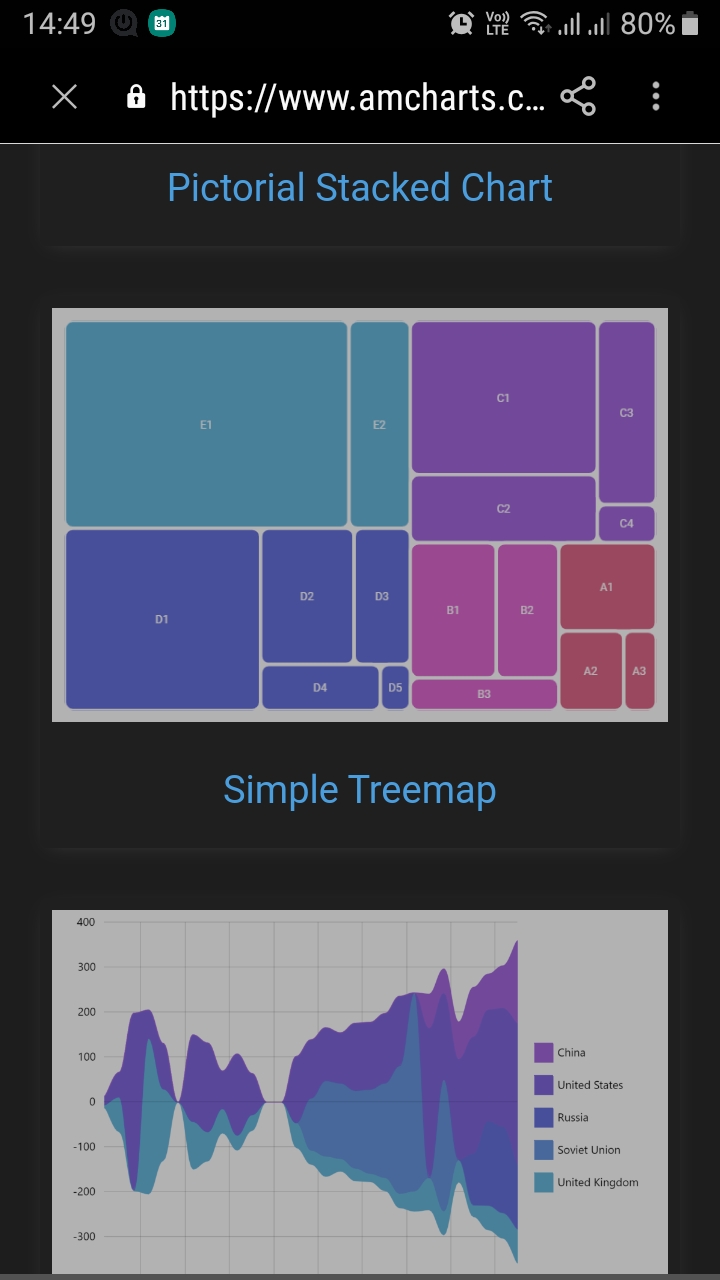 14:49 31 Vo)) LTE 80%
https://www.amcharts.c...
Pictorial Stacked Chart
E1 E2 C1 C3
C2 C4
D1 D2 D3 B1 B2 A1
D4 D5 B3 A2 A3
Simple Treemap
400
300
200
100
0
-100
-200
-300
China
United States
Russia
Soviet Union
United Kingdom